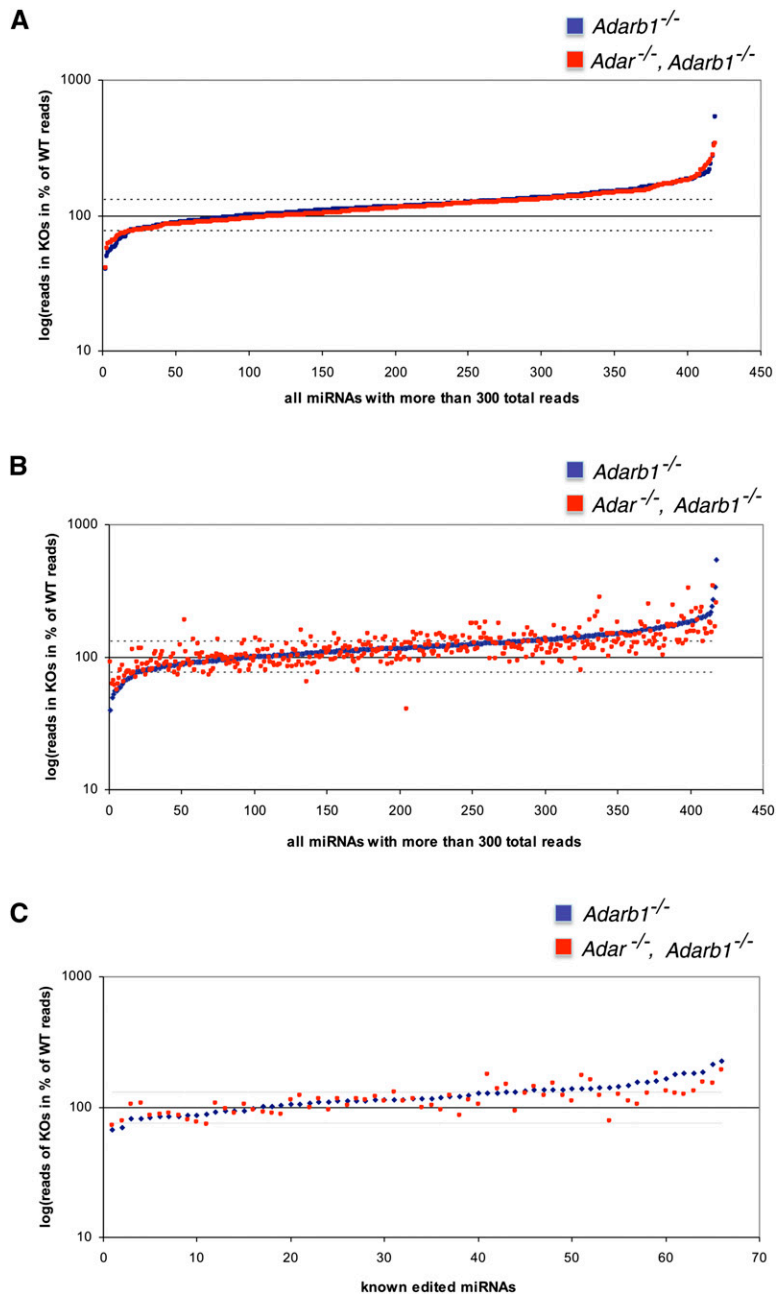 A
Adarb1-/-
Adar-/-, Adarb1-/-
log(reads in KOs in % of WT reads)
1000
100
10
0 50 100 150 200 250 300 350 400 450
all miRNAs with more than 300 total reads
B
Adarb1-/-
Adar -/-, Adarb1-/-
log(reads in KOs in % of WT reads)
1000
100
10
0 50 100 150 200 250 300 350 400 450
all miRNAs with more than 300 total reads
C
Adarb1-/-
Adar -/-, Adarb1-/-
log(reads of KOs in % of WT reads)
1000
100
10
0 10 20 30 40 50 60 70
known edited miRNAs